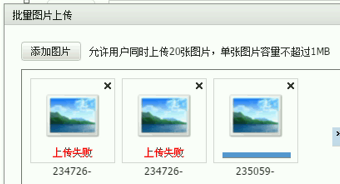 批量图片上传
添加图片 允许用户同时上传20张图片，单张图片容量不超过1MB
上传失败 上传失败
234726- 234726- 235059-